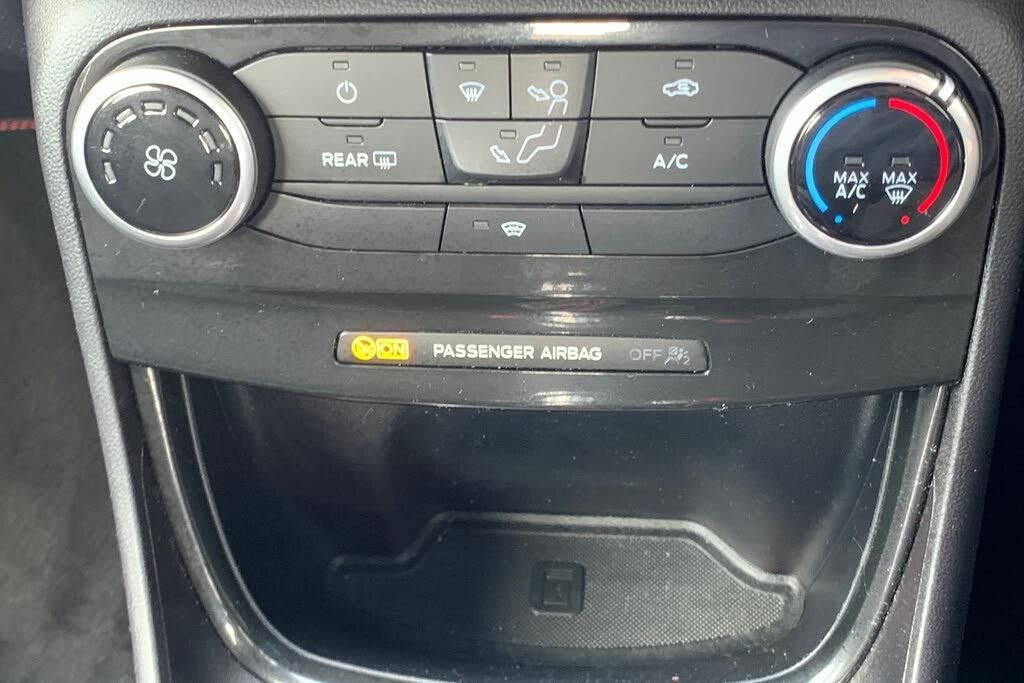 REAR
A/C
MAX
A/C
MAX
ON
PASSENGER AIRBAG
OFF